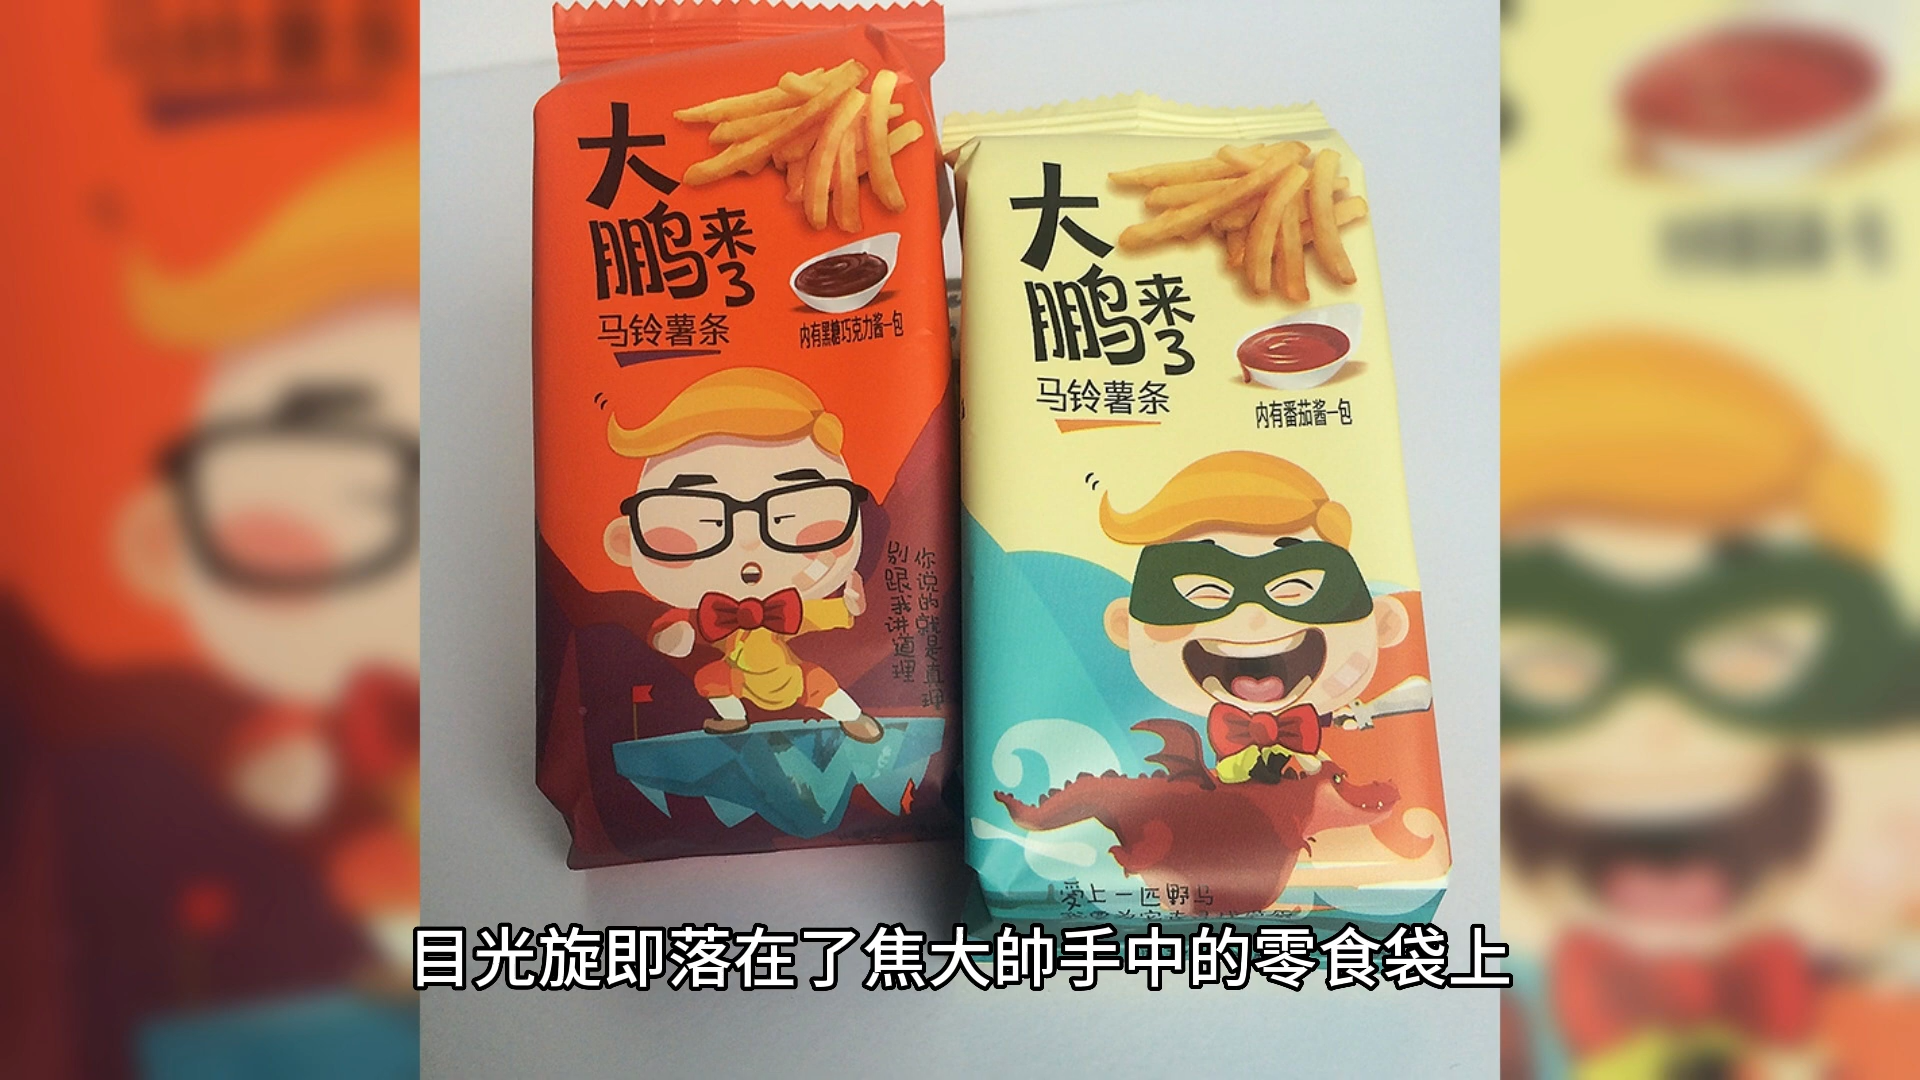 大
鹏来了
马铃薯条
内有黑糖巧克力酱一包
你说的就是真理
别跟我讲道理
大
鹏来了
马铃薯条
内有番茄酱一包
爱上一匹野马
目光旋即落在了焦大帥手中的零食袋上